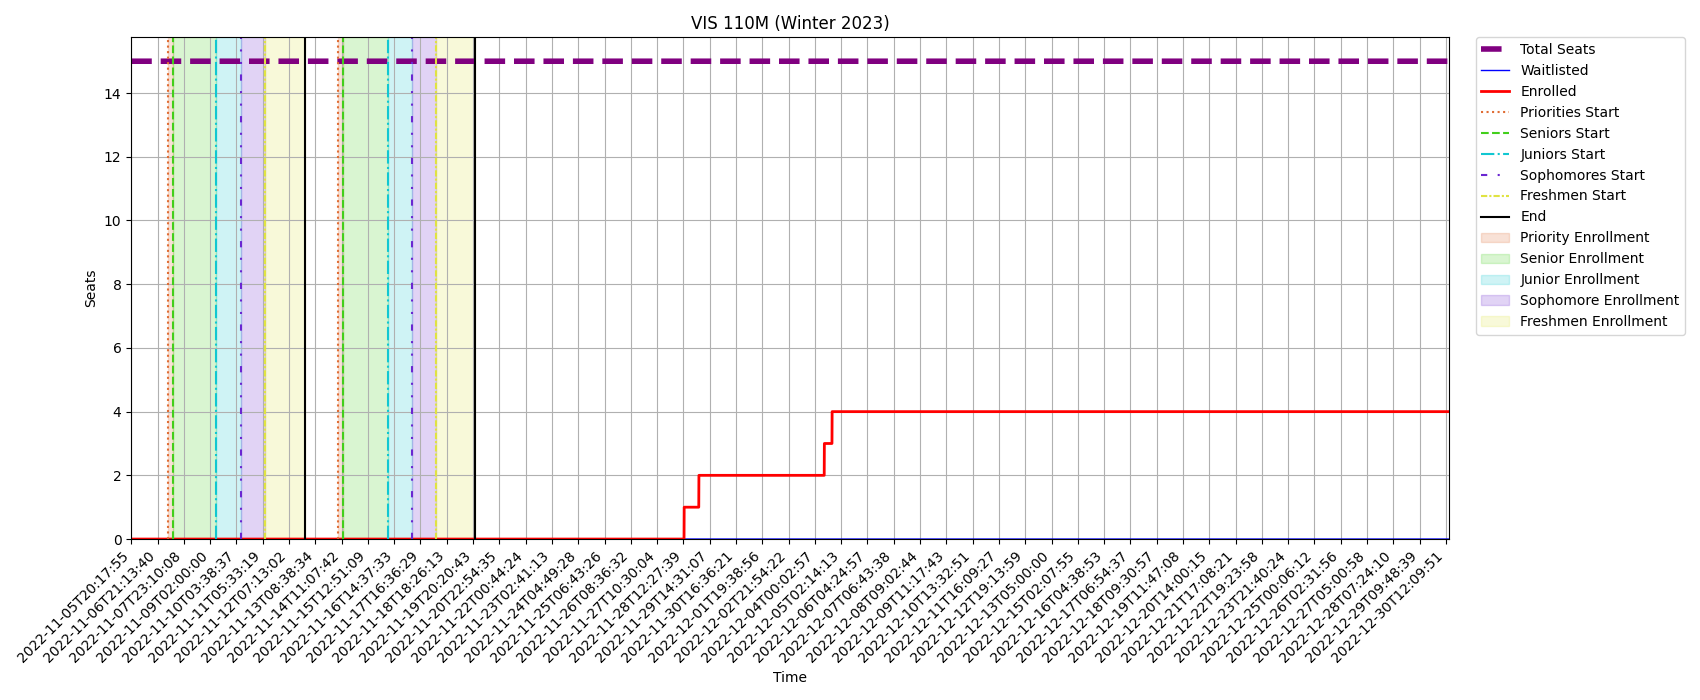 VIS 110M (Winter 2023)
Total Seats
Waitlisted
Enrolled
Priorities Start
Seniors Start
Juniors Start
Sophomores Start
Freshmen Start
End
Priority Enrollment
Senior Enrollment
Junior Enrollment
Sophomore Enrollment
Freshmen Enrollment
Seats
14
12
10
8
6
4
2
0
2022-11-05T20:17:55
2022-11-06T21:13:40
2022-11-07T23:10:08
2022-11-09T02:00:00
2022-11-10T03:38:37
2022-11-11T05:33:19
2022-11-12T07:13:02
2022-11-13T08:38:34
2022-11-14T11:07:42
2022-11-15T12:51:09
2022-11-16T14:37:33
2022-11-17T16:36:29
2022-11-18T18:26:13
2022-11-19T20:20:43
2022-11-20T22:54:35
2022-11-22T00:44:24
2022-11-23T02:41:13
2022-11-24T04:49:28
2022-11-25T06:43:26
2022-11-26T08:36:32
2022-11-27T10:30:04
2022-11-28T12:27:39
2022-11-29T14:31:07
2022-11-30T16:36:21
2022-12-01T19:38:56
2022-12-02T21:54:22
2022-12-04T00:02:57
2022-12-05T02:14:13
2022-12-06T04:24:57
2022-12-07T06:43:38
2022-12-08T09:02:44
2022-12-09T11:17:43
2022-12-10T13:32:51
2022-12-11T16:09:27
2022-12-12T19:13:59
2022-12-13T05:00:00
2022-12-15T02:07:55
2022-12-16T04:38:53
2022-12-17T06:54:37
2022-12-18T09:30:57
2022-12-19T11:47:08
2022-12-20T14:00:15
2022-12-21T17:08:21
2022-12-22T19:23:58
2022-12-23T21:40:24
2022-12-25T00:06:12
2022-12-26T02:31:56
2022-12-27T05:00:58
2022-12-28T07:24:10
2022-12-29T09:48:39
2022-12-30T12:09:51
Time